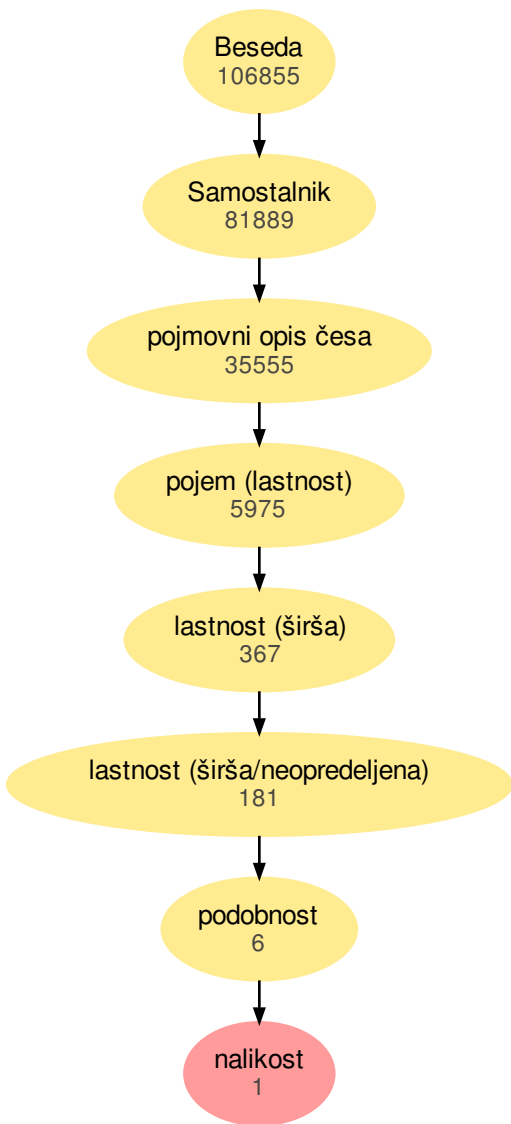 Beseda
106855
Samostalnik
81889
pojmovni opis česa
35555
pojem (lastnost)
5975
lastnost (širša)
367
lastnost (širša/neopredeljena)
181
podobnost
6
nalikost
1